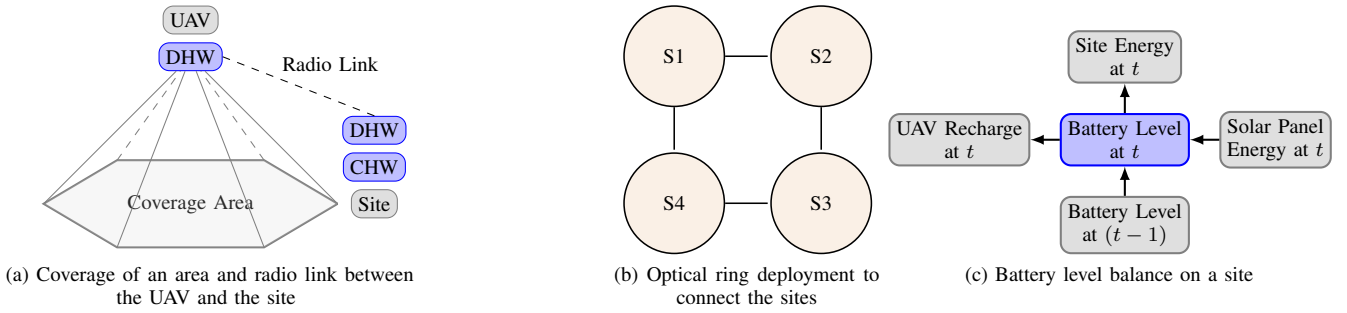 UAV
DHW
Radio Link
DHW
CHW
Coverage Area
Site
(a) Coverage of an area and radio link between
the UAV and the site
S1
S2
S4
S3
(b) Optical ring deployment to
connect the sites
Site Energy
at t
UAV Recharge
at t
Battery Level
at t
Solar Panel
Energy at t
Battery Level
at (t − 1)
(c) Battery level balance on a site